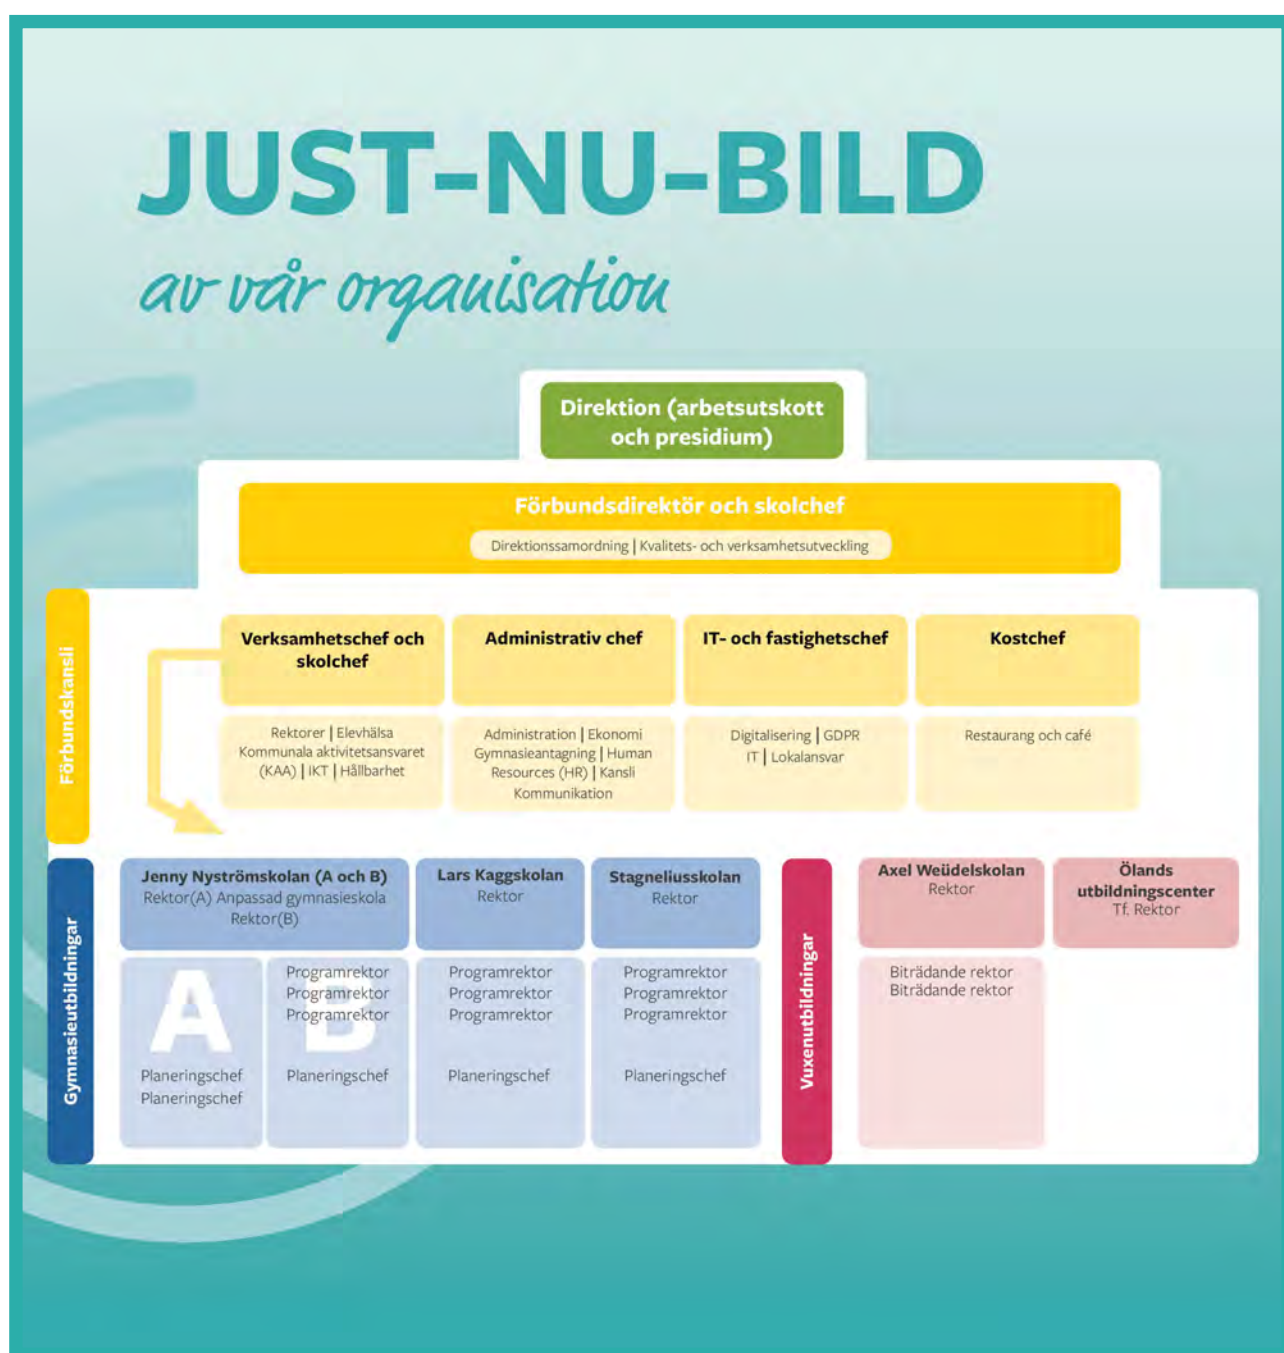 JUST-NU-BILD
av vår organisation
Direktion (arbetsutskott
och presidium)
Förbundsdirektör och skolchef
Direktionssamordning | Kvalitets- och verksamhetsutveckling
Förbundskansli
Verksamhetschef och
skolchef
Rektorer | Elevhälsa
Kommunala aktivitetsansvaret
(KAA) | IKT | Hållbarhet
Administrativ chef
Administration | Ekonomi
Gymnasieantagning | Human
Resources (HR) | Kansli
Kommunikation
IT- och fastighetschef
Digitalisering | GDPR
IT | Lokalansvar
Kostchef
Restaurang och café
Gymnasieutbildningar
Jenny Nyströmskolan (A och B)
Rektor(A) Anpassad gymnasieskola
Rektor(B)
A
Planeringschef
Planeringschef
B
Programrektor
Programrektor
Programrektor
Planeringschef
Lars Kaggskolan
Rektor
Programrektor
Programrektor
Programrektor
Planeringschef
Stagneliusskolan
Rektor
Programrektor
Programrektor
Programrektor
Planeringschef
Vuxenutbildningar
Axel Weüdelskolan
Rektor
Biträdande rektor
Biträdande rektor
Ölands
utbildningscenter
Tf. Rektor